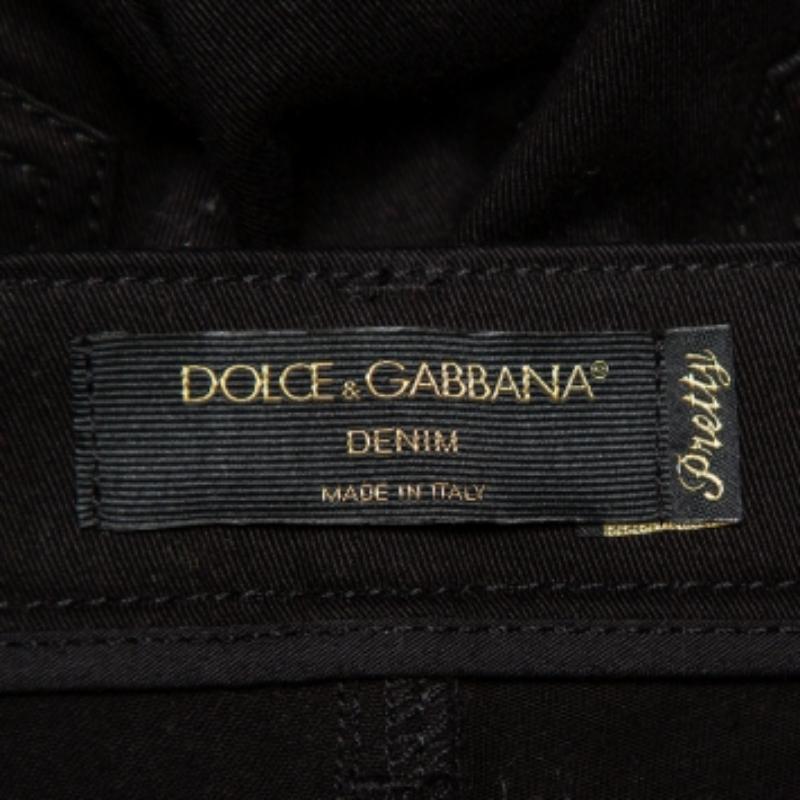 DOLCE & GABBANA®
DENIM
MADE IN ITALY
Pretty